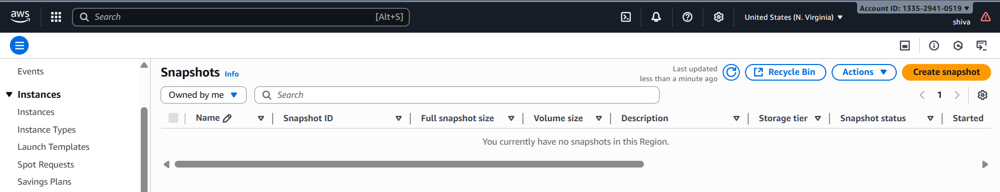 aws
Search [Alt+S]
United States (N. Virginia)
Account ID: 1335-2941-0519
shiva
Events
Instances
Instances
Instance Types
Launch Templates
Spot Requests
Savings Plans
Snapshots Info
Last updated
less than a minute ago
Recycle Bin
Actions
Create snapshot
Owned by me
Search
1
Name Snapshot ID Full snapshot size Volume size Description Storage tier Snapshot status Started
You currently have no snapshots in this Region.